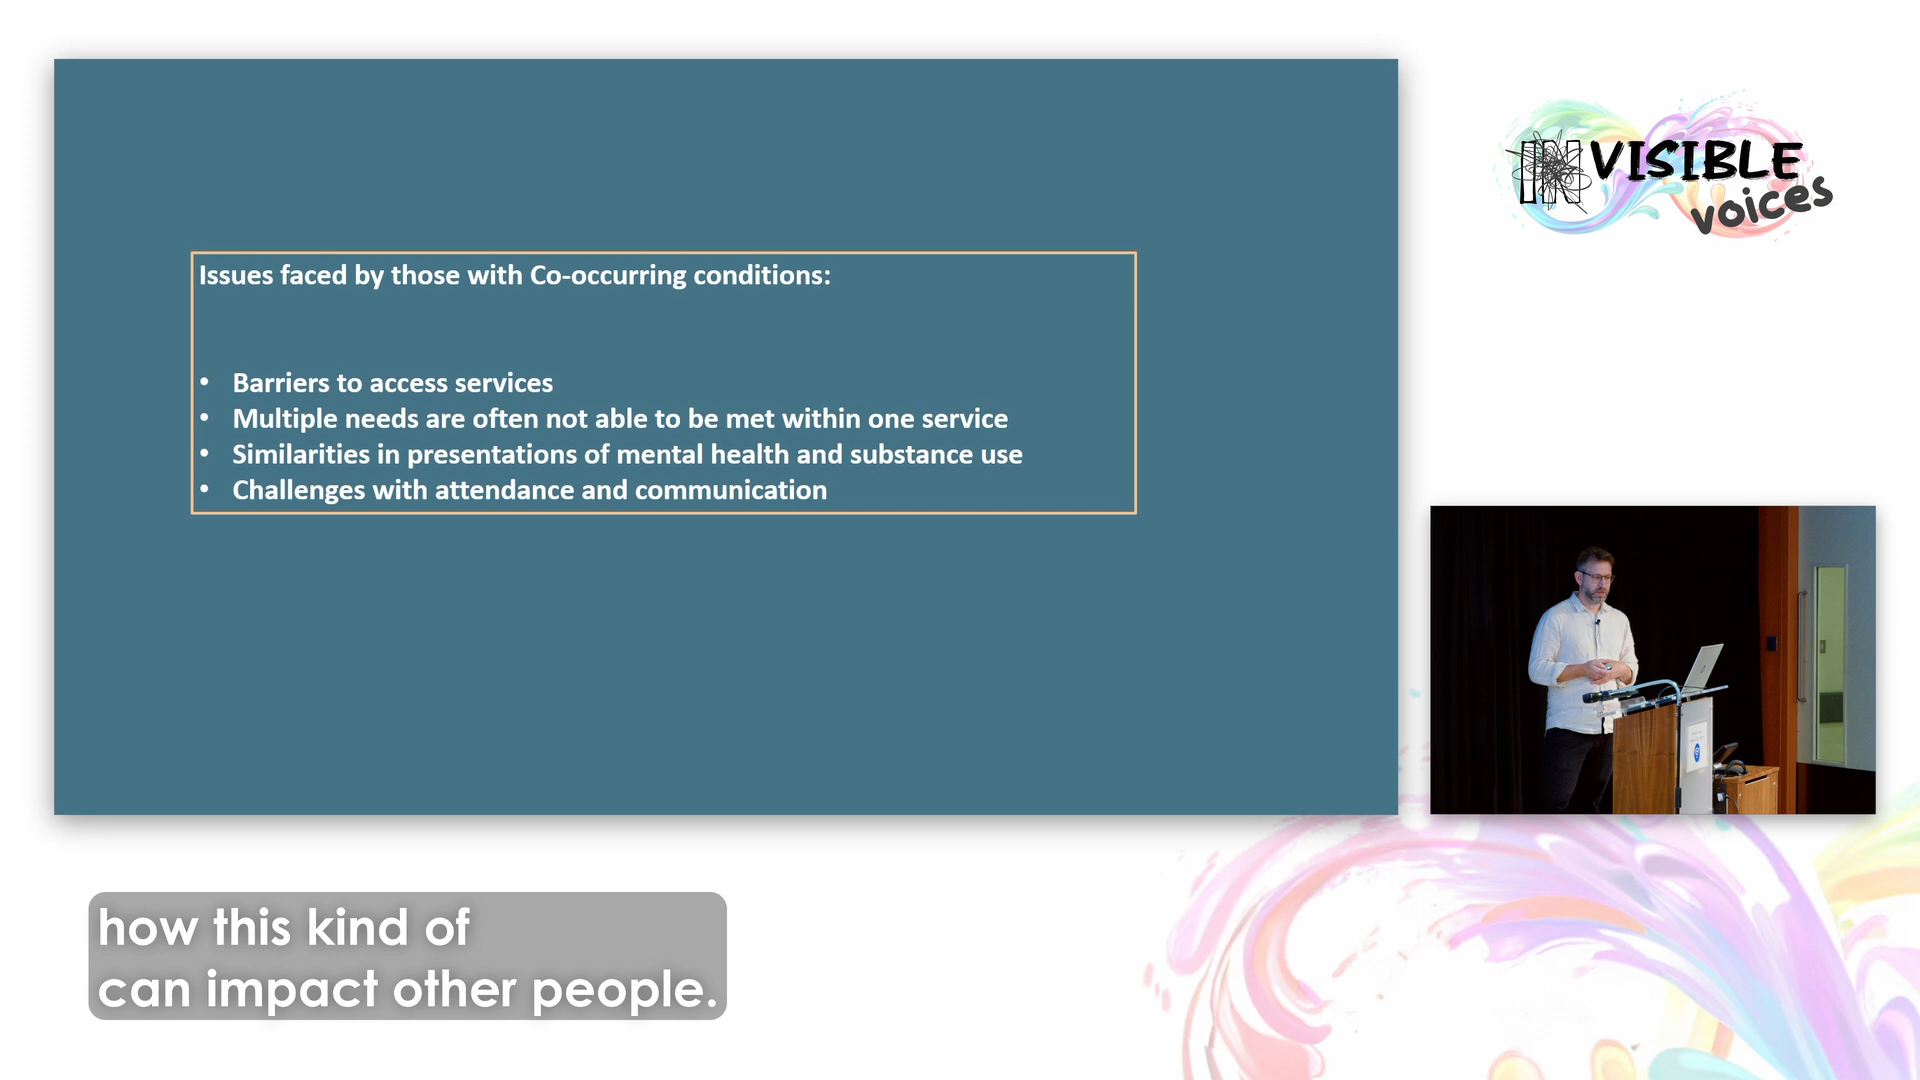 Issues faced by those with Co-occurring conditions:
• Barriers to access services
• Multiple needs are often not able to be met within one service
• Similarities in presentations of mental health and substance use
• Challenges with attendance and communication
INVISIBLE
voices
how this kind of
can impact other people.